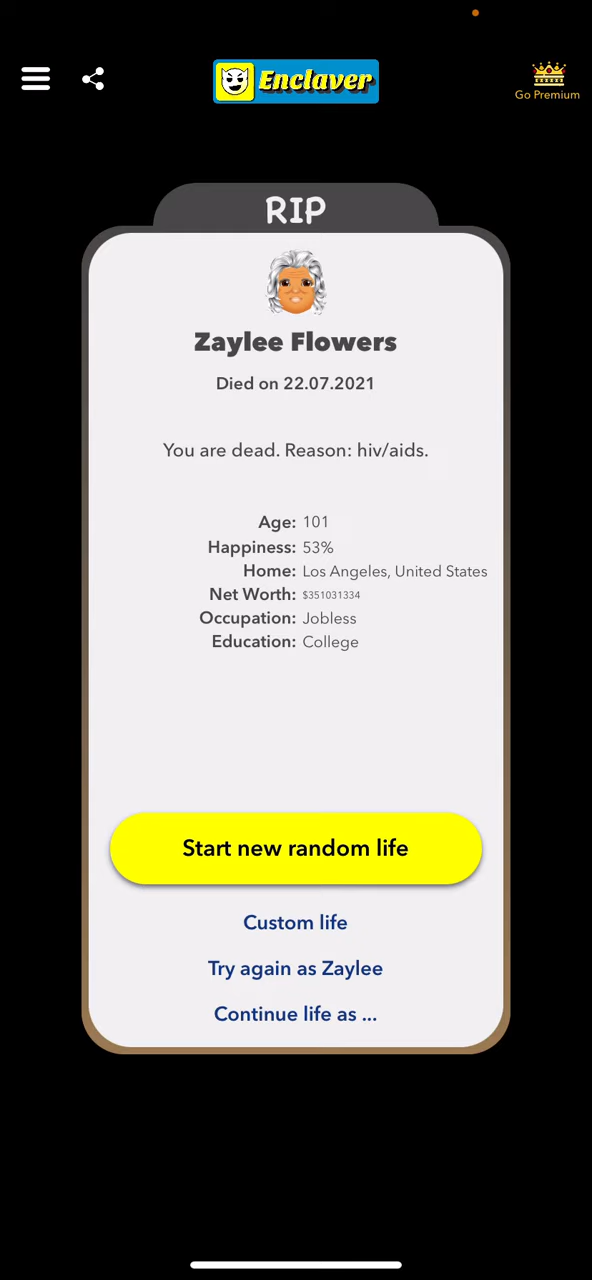 Enclaver
Go Premium
RIP
Zaylee Flowers
Died on 22.07.2021
You are dead. Reason: hiv/aids.
Age: 101
Happiness: 53%
Home: Los Angeles, United States
Net Worth: $351031334
Occupation: Jobless
Education: College
Start new random life
Custom life
Try again as Zaylee
Continue life as ...